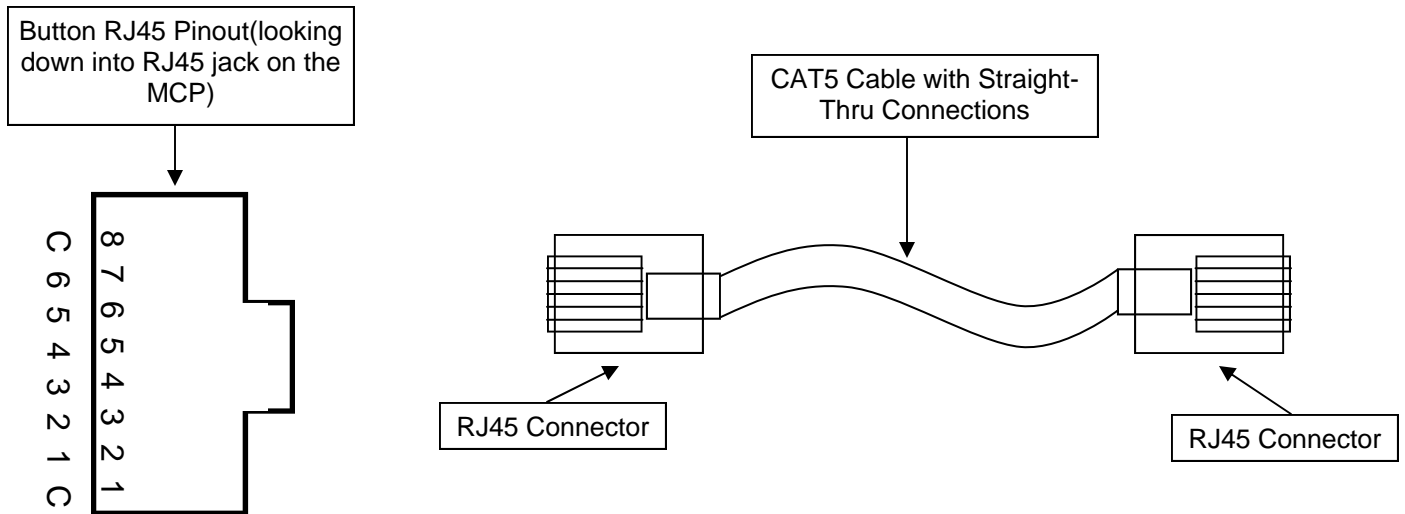 Button RJ45 Pinout(looking
down into RJ45 jack on the
MCP)
CAT5 Cable with Straight-
Thru Connections
C 8
6 7
5 6
4 5
3 4
2 3
1 2
C 1
RJ45 Connector
RJ45 Connector